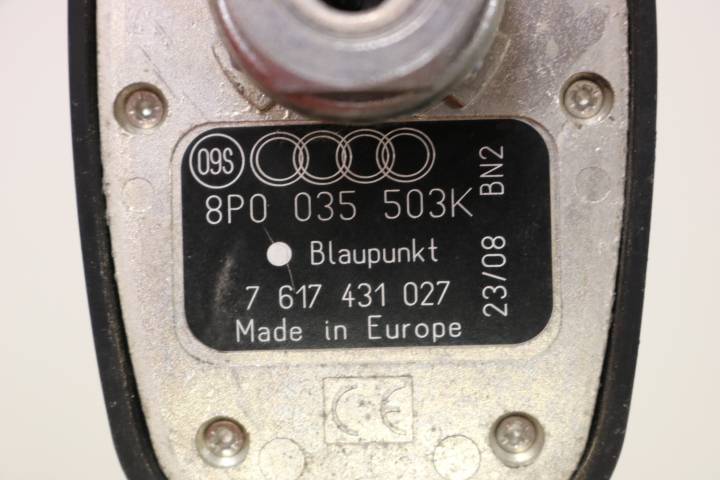 09S
8P0 035 503K
Blaupunkt
7 617 431 027
Made in Europe
BN2
23/08
CE